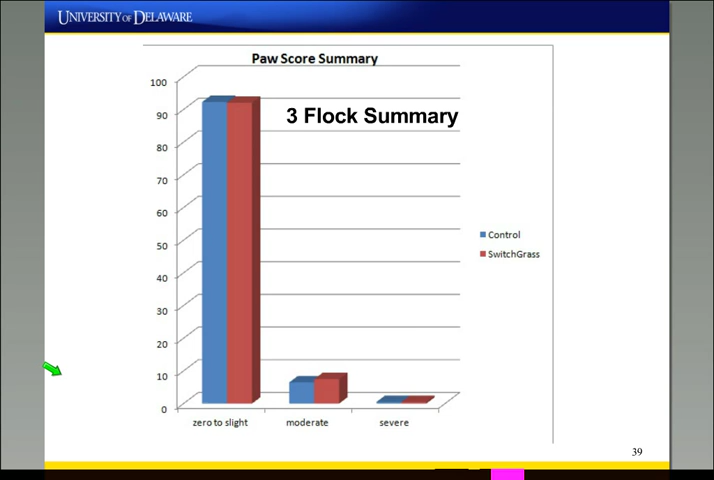 UNIVERSITY OF DELAWARE
Paw Score Summary
3 Flock Summary
100
90
80
70
60
50
40
30
20
10
0
zero to slight
moderate
severe
Control
SwitchGrass
39